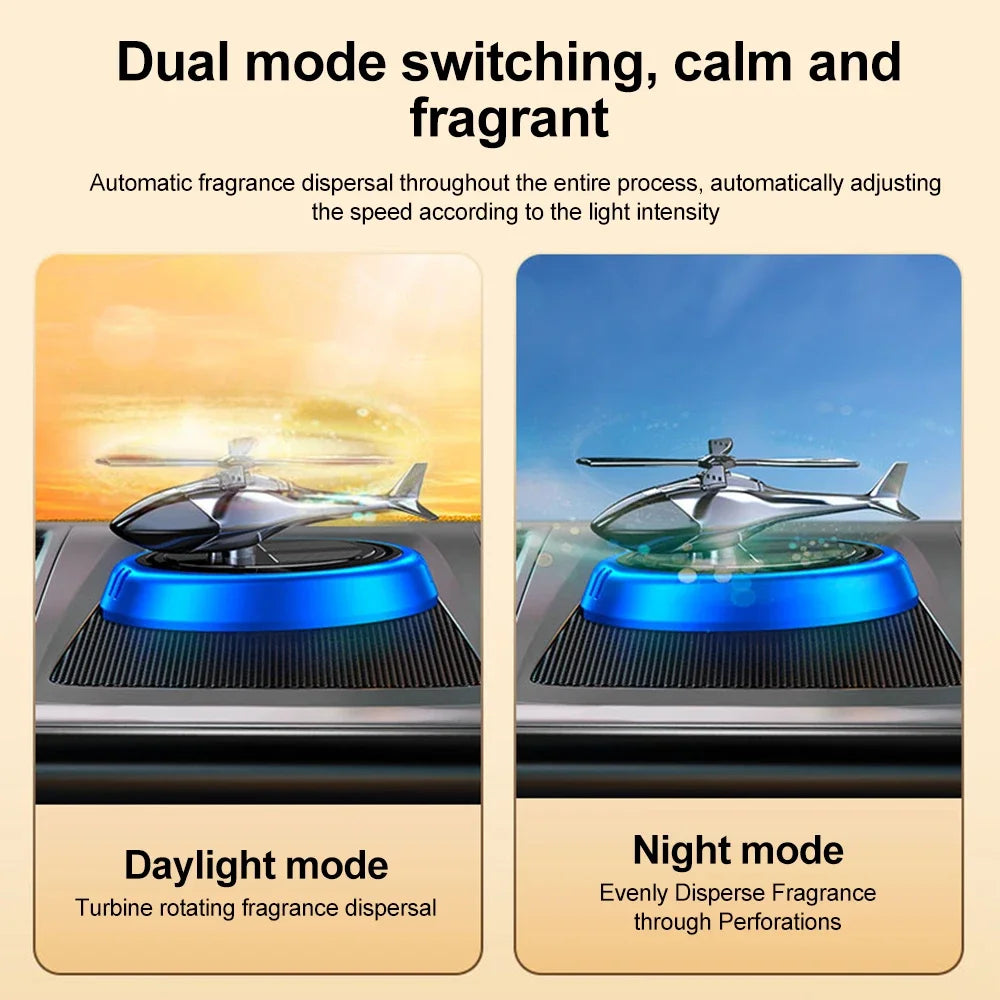 Dual mode switching, calm and
fragrant
Automatic fragrance dispersal throughout the entire process, automatically adjusting
the speed according to the light intensity
Daylight mode
Turbine rotating fragrance dispersal
Night mode
Evenly Disperse Fragrance
through Perforations